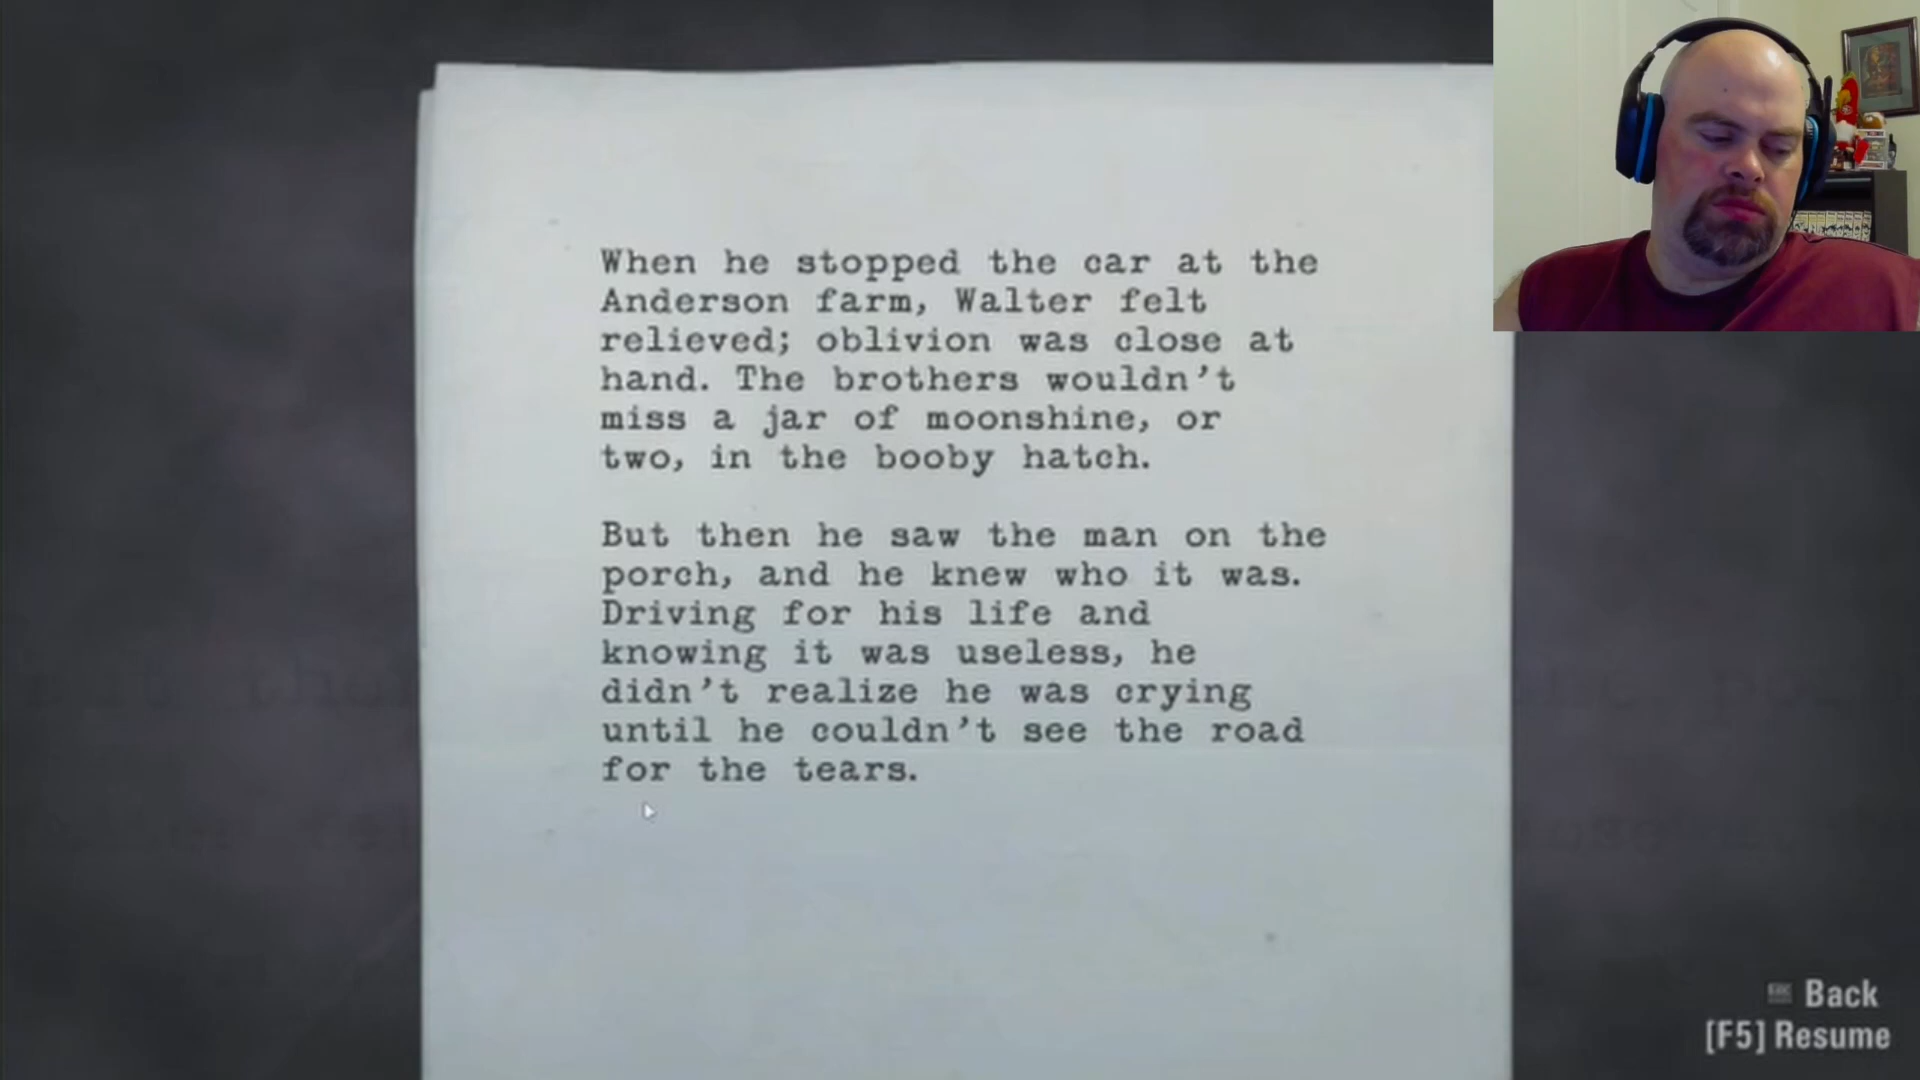 When he stopped the car at the
Anderson farm, Walter felt
relieved; oblivion was close at
hand. The brothers wouldn't
miss a jar of moonshine, or
two, in the booby hatch.
But then he saw the man on the
porch, and he knew who it was.
Driving for his life and
knowing it was useless, he
didn't realize he was crying
until he couldn't see the road
for the tears.
Back
[F5] Resume